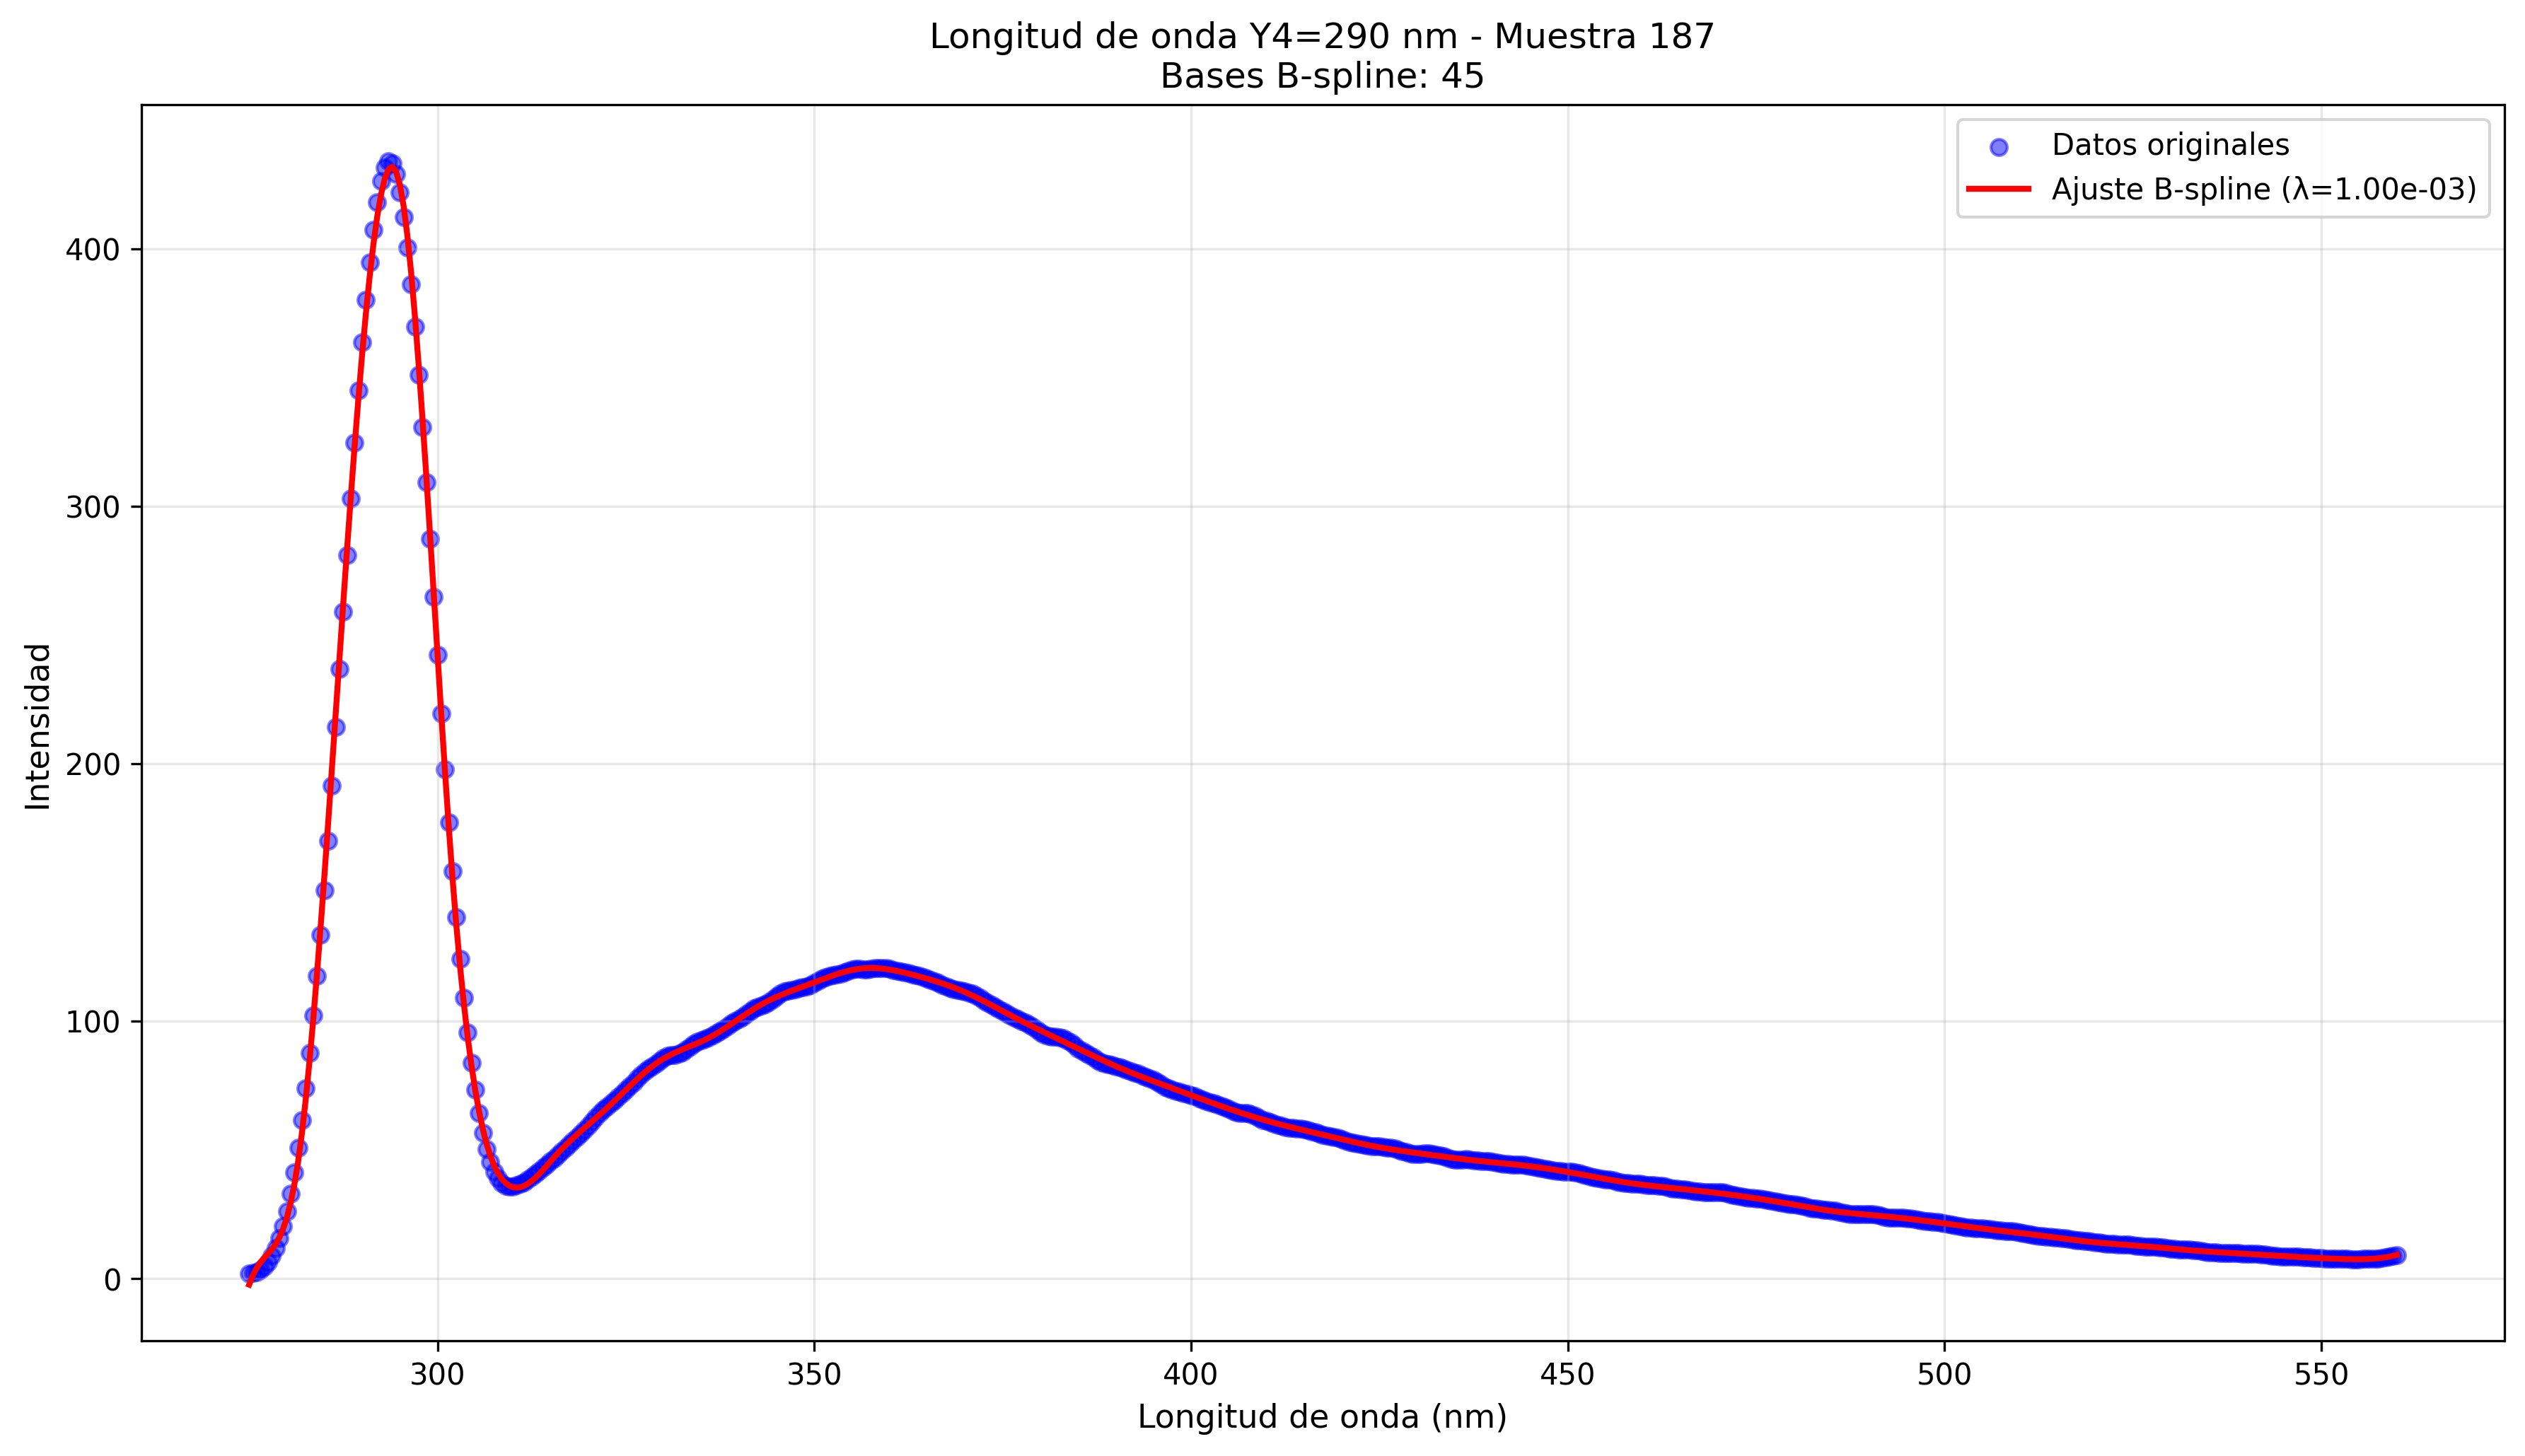 Longitud de onda Y4=290 nm - Muestra 187
Bases B-spline: 45
Datos originales
Ajuste B-spline (λ=1.00e-03)
Intensidad
400
300
200
100
0
300 350 400 450 500 550
Longitud de onda (nm)